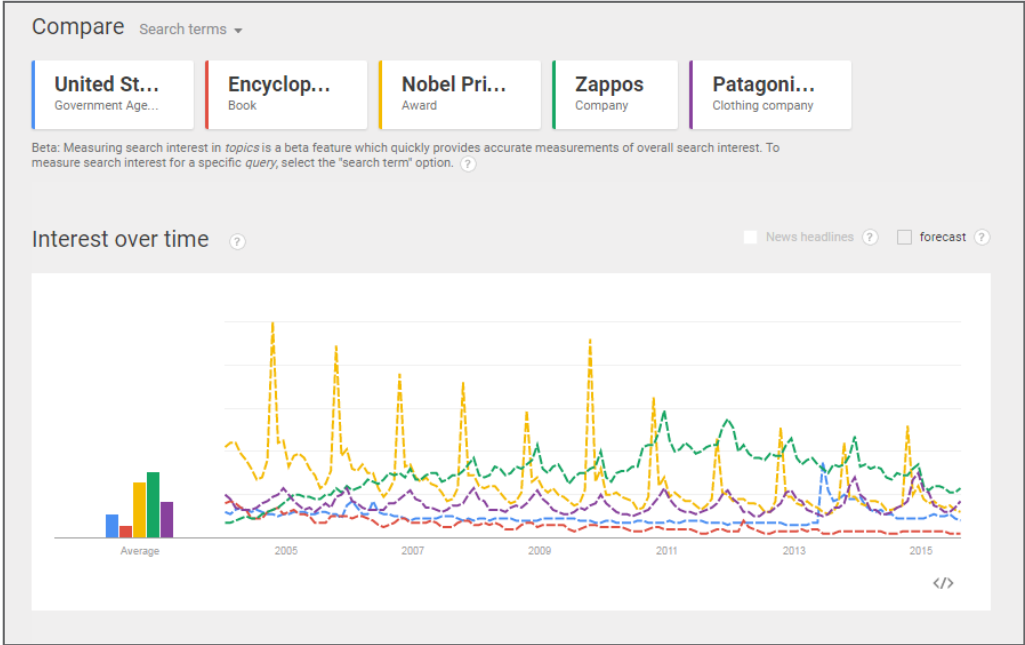 Compare Search terms
United St... Encyclop... Nobel Pri... Zappos Patagoni...
Government Age... Book Award Company Clothing company
Beta: Measuring search interest in topics is a beta feature which quickly provides accurate measurements of overall search interest. To
measure search interest for a specific query, select the "search term" option. ?
Interest over time ? News headlines ? forecast ?
Average 2005 2007 2009 2011 2013 2015
</>